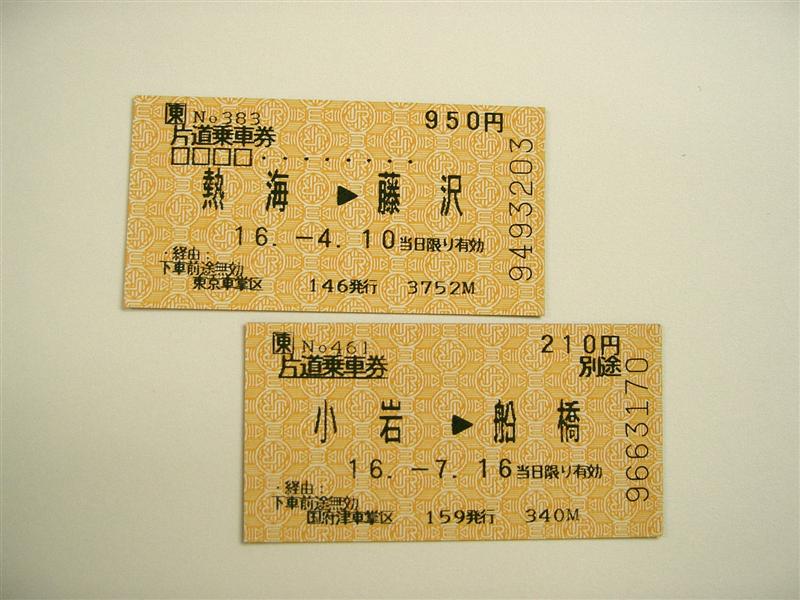 東 No383 950円
片道乗車券
□□□□・・・・・・・・
熱海 ▶ 藤沢
16.-4.10当日限り有効
・経由：
下車前途無効
東京車掌区 146発行 3752M
9493203
東 No461 210円
片道乗車券 別途
小岩 ▶ 船橋
16.-7.16当日限り有効
・経由：
下車前途無効
国府津車掌区 159発行 340M
9663170